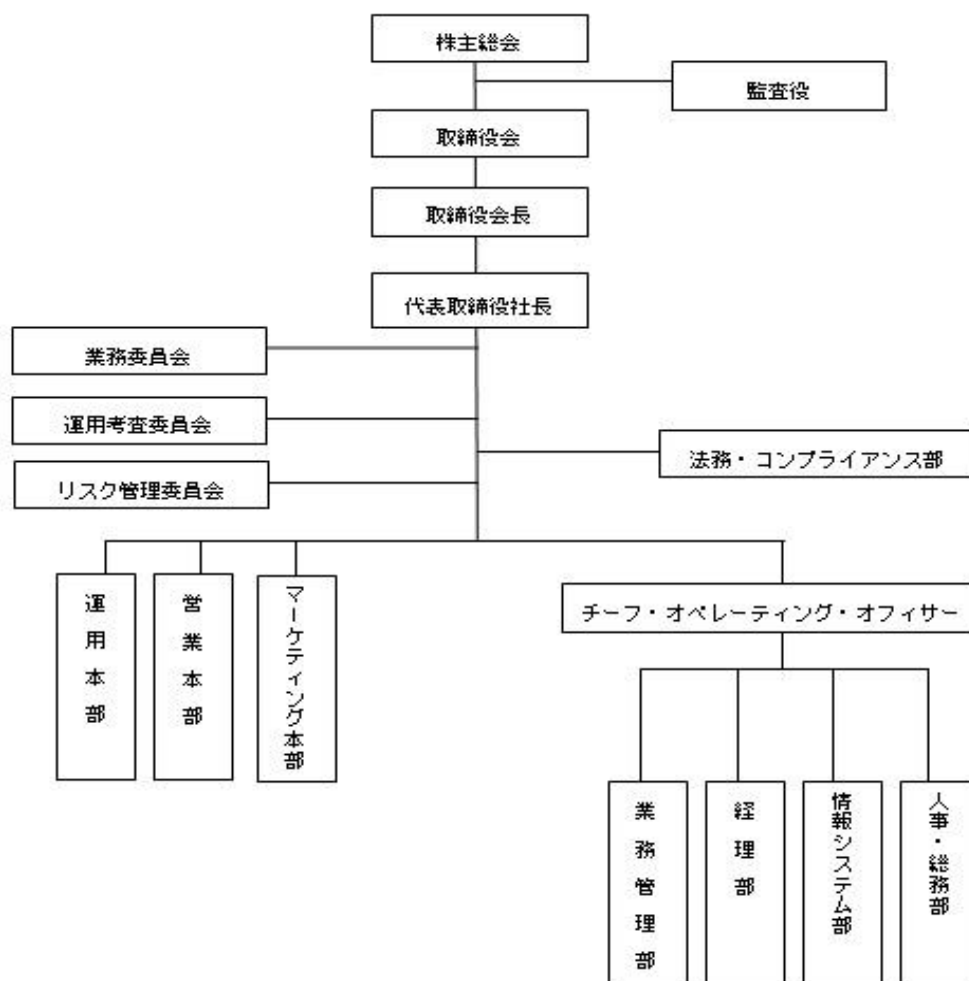 株主総会
監査役
取締役会
取締役会長
代表取締役社長
業務委員会
運用考査委員会
法務・コンプライアンス部
リスク管理委員会
運用本部
営業本部
マーケティング本部
チーフ・オペレーティング・オフィサー
業務管理部
経理部
情報システム部
人事・総務部